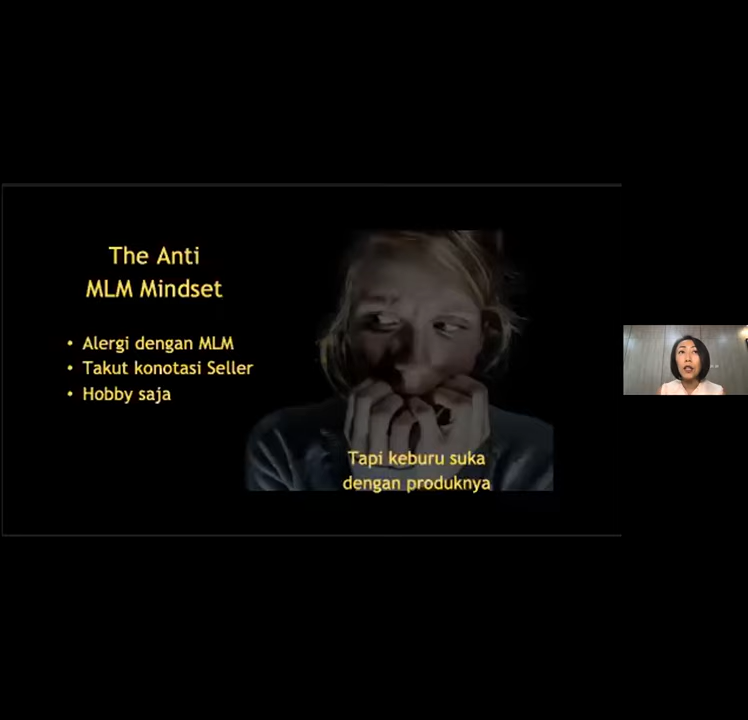 The Anti
MLM Mindset
• Alergi dengan MLM
• Takut konotasi Seller
• Hobby saja
Tapi keburu suka
dengan produknya